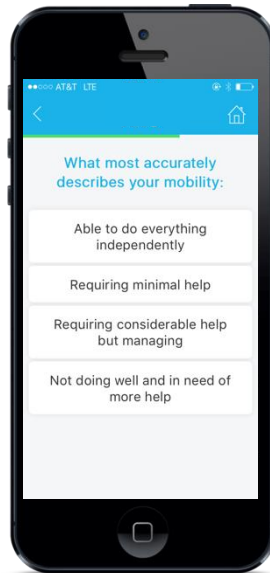 AT&T LTE
What most accurately
describes your mobility:
Able to do everything
independently
Requiring minimal help
Requiring considerable help
but managing
Not doing well and in need of
more help